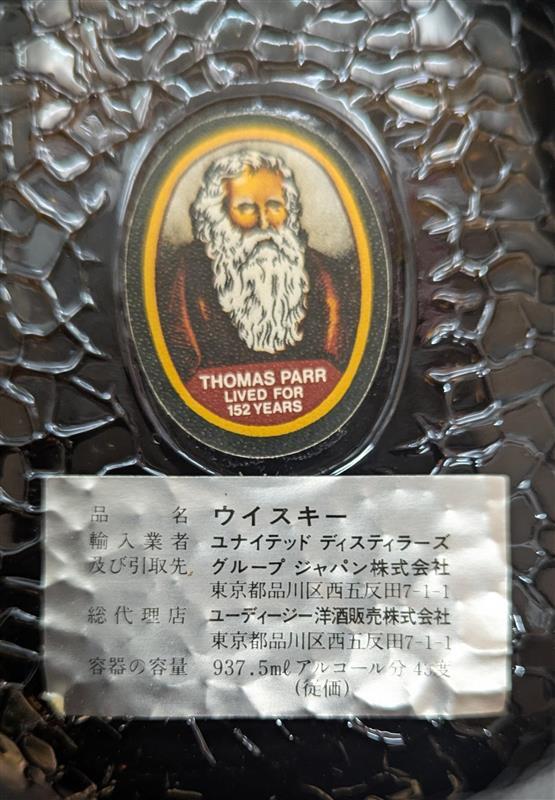 THOMAS PARR
LIVED FOR
152 YEARS
品名 ウイスキー
輸入業者 ユナイテッド ディスティラーズ
及び引取先 グループ ジャパン株式会社
東京都品川区西五反田7-1-1
総代理店 ユーディージー洋酒販売株式会社
東京都品川区西五反田7-1-1
容器の容量 937.5mℓ アルコール分 43度
(従価)